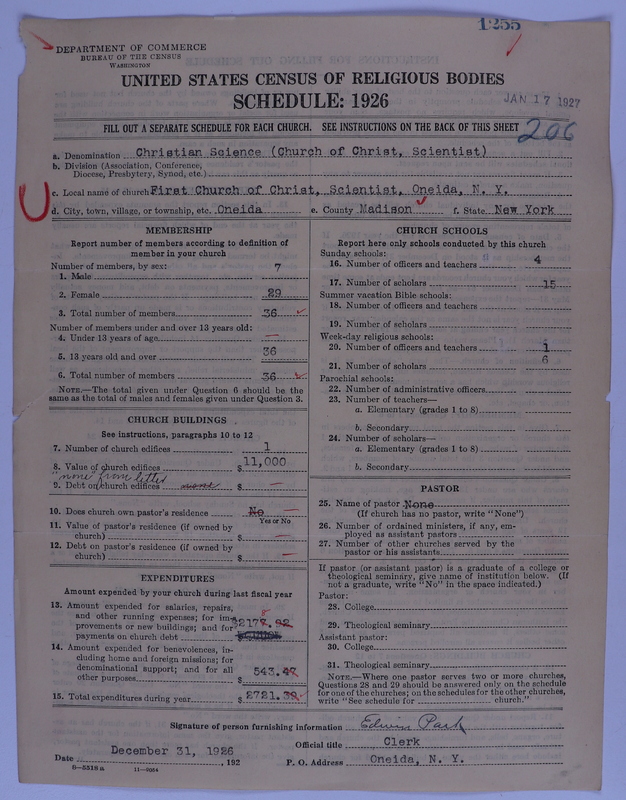 1255
DEPARTMENT OF COMMERCE
BUREAU OF THE CENSUS
WASHINGTON
UNITED STATES CENSUS OF RELIGIOUS BODIES
SCHEDULE: 1926
JAN 17 1927
FILL OUT A SEPARATE SCHEDULE FOR EACH CHURCH. SEE INSTRUCTIONS ON THE BACK OF THIS SHEET
206
a. Denomination Christian Science (Church of Christ, Scientist)
b. Division (Association, Conference, Diocese, Presbytery, Synod, etc.)
c. Local name of church First Church of Christ, Scientist, Oneida, N. Y.
d. City, town, village, or township, etc. Oneida e. County Madison f. State New York
MEMBERSHIP
Report number of members according to definition of
member in your church
Number of members, by sex:
1. Male 7
2. Female 29
3. Total number of members 36
Number of members under and over 13 years old:
4. Under 13 years of age —
5. 13 years old and over 36
6. Total number of members 36
NOTE.—The total given under Question 6 should be
same as the total of males and females given under Question 3.
CHURCH BUILDINGS
See instructions, paragraphs 10 to 12
7. Number of church edifices 1
8. Value of church edifices $ 11,000
"none" from letter
9. Debt on church edifices none $ —
10. Does church own pastor's residence No
Yes or No
11. Value of pastor's residence (if owned by
church) $ —
12. Debt on pastor's residence (if owned by
church) $ —
EXPENDITURES
Amount expended by your church during last fiscal year
13. Amount expended for salaries, repairs,
and other running expenses; for im-
provements or new buildings; and for
payments on church debt $2177.92
8
14. Amount expended for benevolences, in-
cluding home and foreign missions; for
denominational support; and for all
other purposes $ 543.47
15. Total expenditures during year $ 2721.39
CHURCH SCHOOLS
Report here only schools conducted by this church
Sunday schools:
16. Number of officers and teachers 4
17. Number of scholars 15
Summer vacation Bible schools:
18. Number of officers and teachers
19. Number of scholars
Week-day religious schools:
20. Number of officers and teachers 1
21. Number of scholars 6
Parochial schools:
22. Number of administrative officers
23. Number of teachers—
a. Elementary (grades 1 to 8)
b. Secondary
24. Number of scholars—
a. Elementary (grades 1 to 8)
b. Secondary
PASTOR
25. Name of pastor None
(If church has no pastor, write "None")
26. Number of ordained ministers, if any, em-
ployed as assistant pastors
27. Number of other churches served by the
pastor or his assistants
If pastor (or assistant pastor) is a graduate of a college or
theological seminary, give name of institution below. (If
not a graduate, write "No" in the space indicated.)
Pastor:
28. College
29. Theological seminary
Assistant pastor:
30. College
31. Theological seminary
NOTE.—Where one pastor serves two or more churches,
Questions 28 and 29 should be answered only on the schedule
for one of the churches; on the schedules for the other churches,
write "See schedule for church."
Signature of person furnishing information Edwin Park
Official title Clerk
Date December 31, 1926, 192 P. O. Address Oneida, N. Y.
8—5518a 11—9064